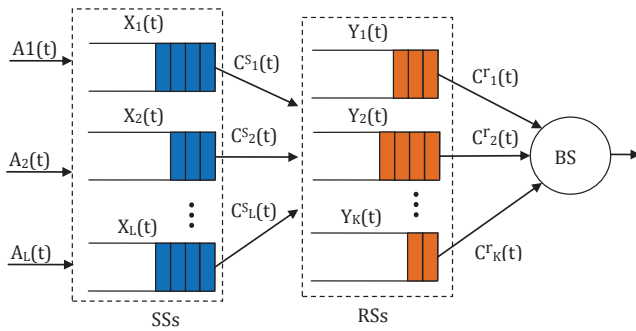 X₁(t)
Y₁(t)
A1(t)
Cˢ₁(t)
Cʳ₁(t)
X₂(t)
Y₂(t)
A₂(t)
Cˢ₂(t)
Cʳ₂(t)
BS
X_L(t)
Cˢ_L(t)
Y_K(t)
A_L(t)
Cʳ_K(t)
SSs
RSs